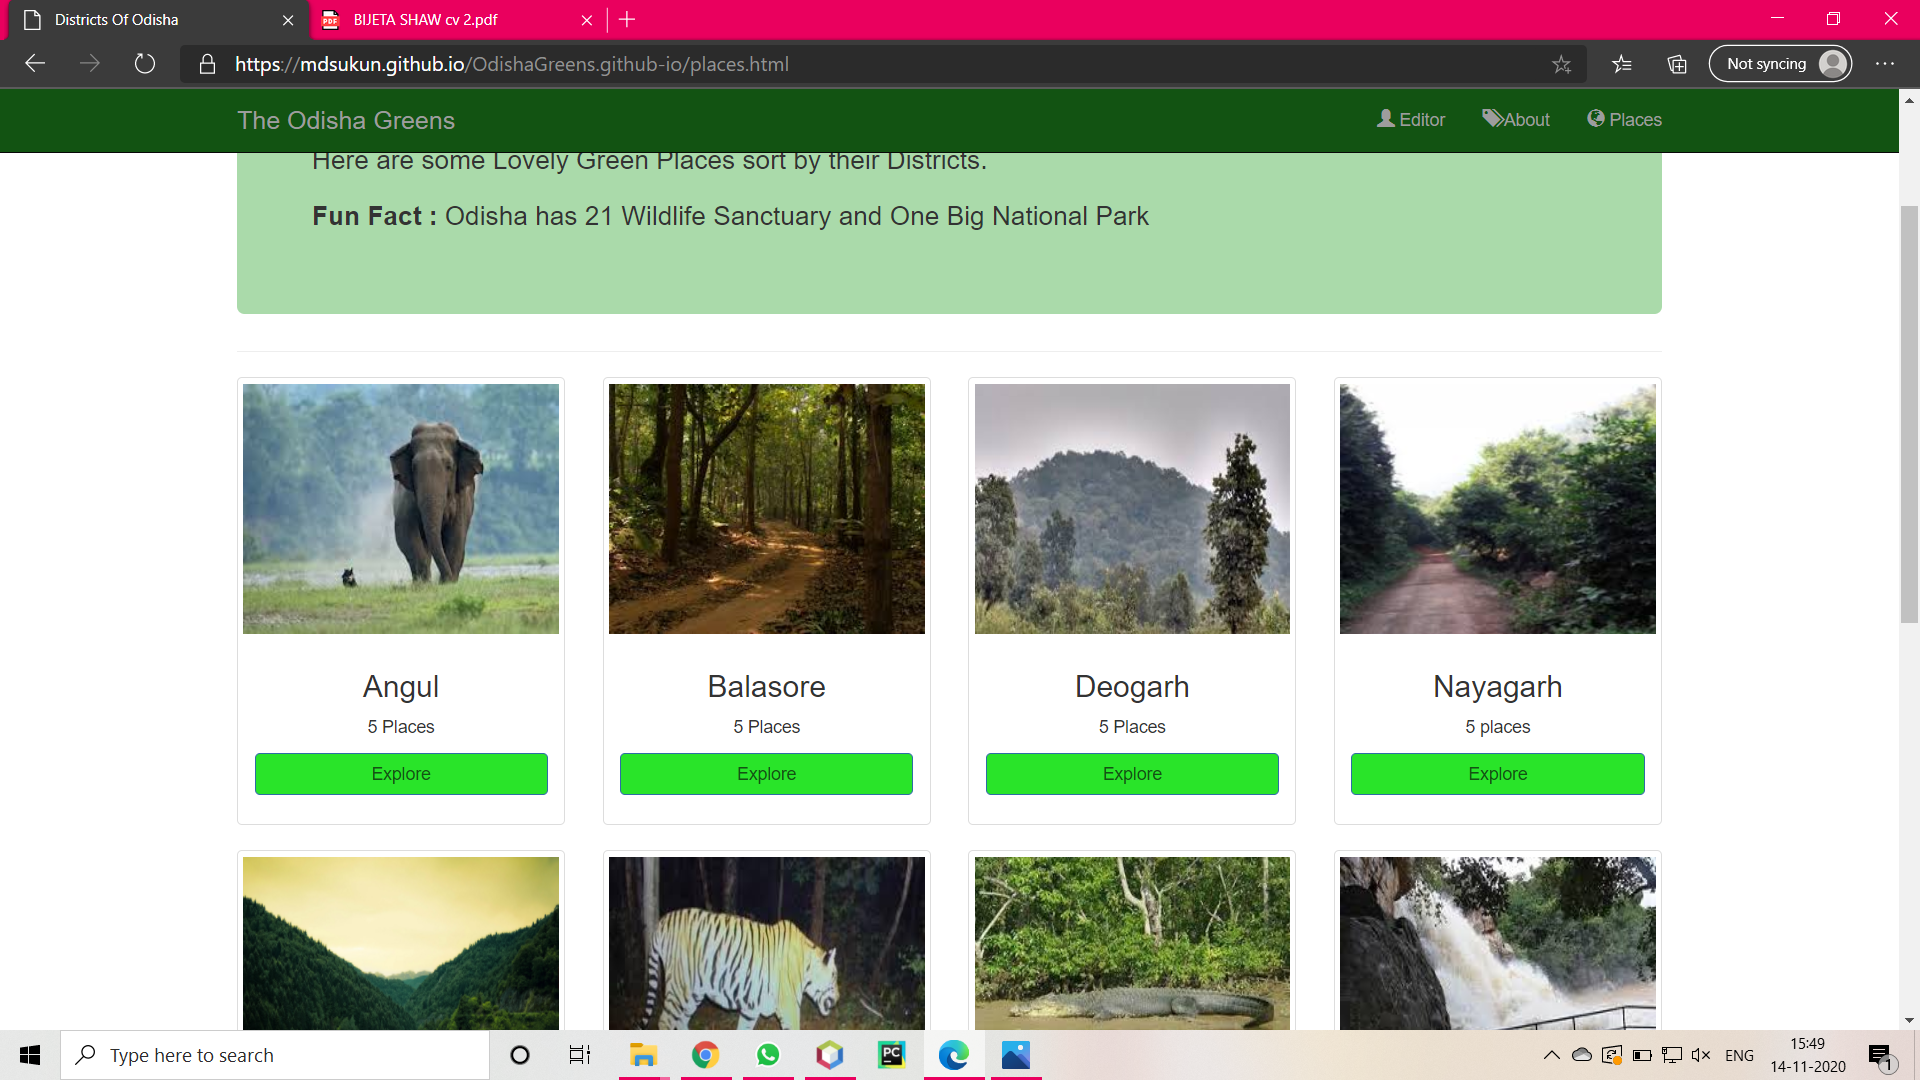 Districts Of Odisha
BIJETA SHAW cv 2.pdf
https://mdsukun.github.io/OdishaGreens.github-io/places.html
Not syncing
The Odisha Greens
Editor
About
Places
Here are some Lovely Green Places sort by their Districts.
Fun Fact : Odisha has 21 Wildlife Sanctuary and One Big National Park
Angul
Balasore
Deogarh
Nayagarh
5 Places
5 Places
5 Places
5 places
Explore
Explore
Explore
Explore
Type here to search
PC
ENG
15:49
14-11-2020
1